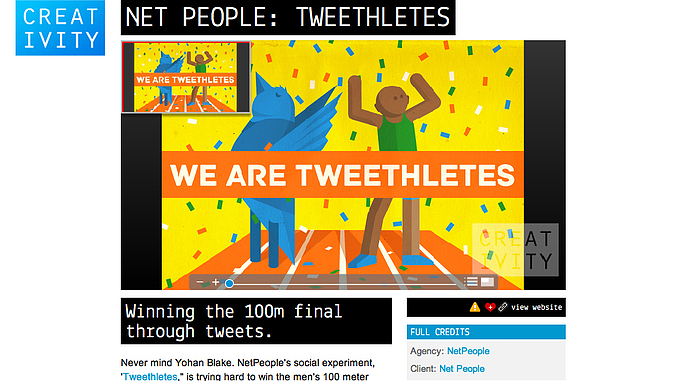 CREAT
IVITY
NET PEOPLE: TWEETHLETES
WE ARE TWEETHLETES
WE ARE TWEETHLETES
CREAT
IVITY
Winning the 100m final
through tweets.
view website
FULL CREDITS
Agency: NetPeople
Client: Net People
Never mind Yohan Blake. NetPeople's social experiment,
'Tweethletes," is trying hard to win the men's 100 meter